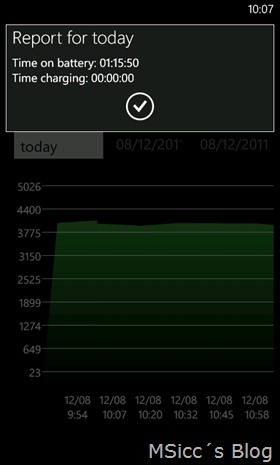 10:07
Report for today
Time on battery: 01:15:50
Time charging: 00:00:00
today 08/12/201 08/12/2011
5026
4400
3775
3150
2525
1899
1274
649
23
12/08 12/08 12/08 12/08 12/08 12/08
9:54 10:07 10:20 10:32 10:45 10:58
MSicc´s Blog